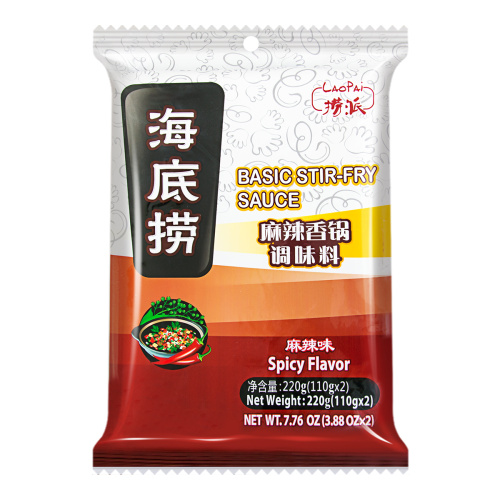 海底捞
LAOPAI
捞派
BASIC STIR-FRY
SAUCE
麻辣香锅
调味料
麻辣味
Spicy Flavor
净含量:220g(110gx2)
Net Weight:220g(110gx2)
NET WT.7.76 OZ(3.88 OZx2)